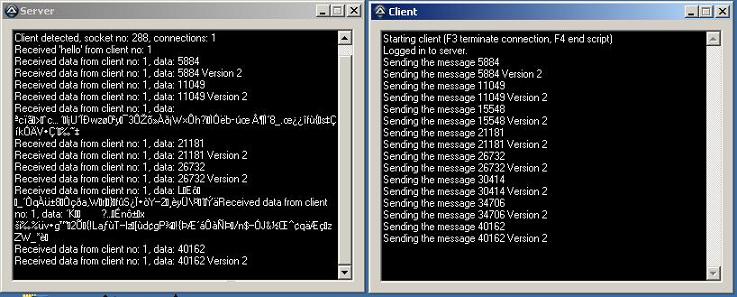 Server
Client detected, socket no: 288, connections: 1
Received 'hello' from client no: 1
Received data from client no: 1, data: 5884
Received data from client no: 1, data: 5884 Version 2
Received data from client no: 1, data: 11049
Received data from client no: 1, data: 11049 Version 2
Received data from client no: 1, data:
Received data from client no: 1, data: 21181
Received data from client no: 1, data: 21181 Version 2
Received data from client no: 1, data: 26732
Received data from client no: 1, data: 26732 Version 2
Received data from client no: 1, data:
Received data from client
no: 1, data:
Received data from client no: 1, data: 40162
Received data from client no: 1, data: 40162 Version 2
Client
Starting client (F3 terminate connection, F4 end script)
Logged in to server.
Sending the message 5884
Sending the message 5884 Version 2
Sending the message 11049
Sending the message 11049 Version 2
Sending the message 15548
Sending the message 15548 Version 2
Sending the message 21181
Sending the message 21181 Version 2
Sending the message 26732
Sending the message 26732 Version 2
Sending the message 30414
Sending the message 30414 Version 2
Sending the message 34706
Sending the message 34706 Version 2
Sending the message 40162
Sending the message 40162 Version 2